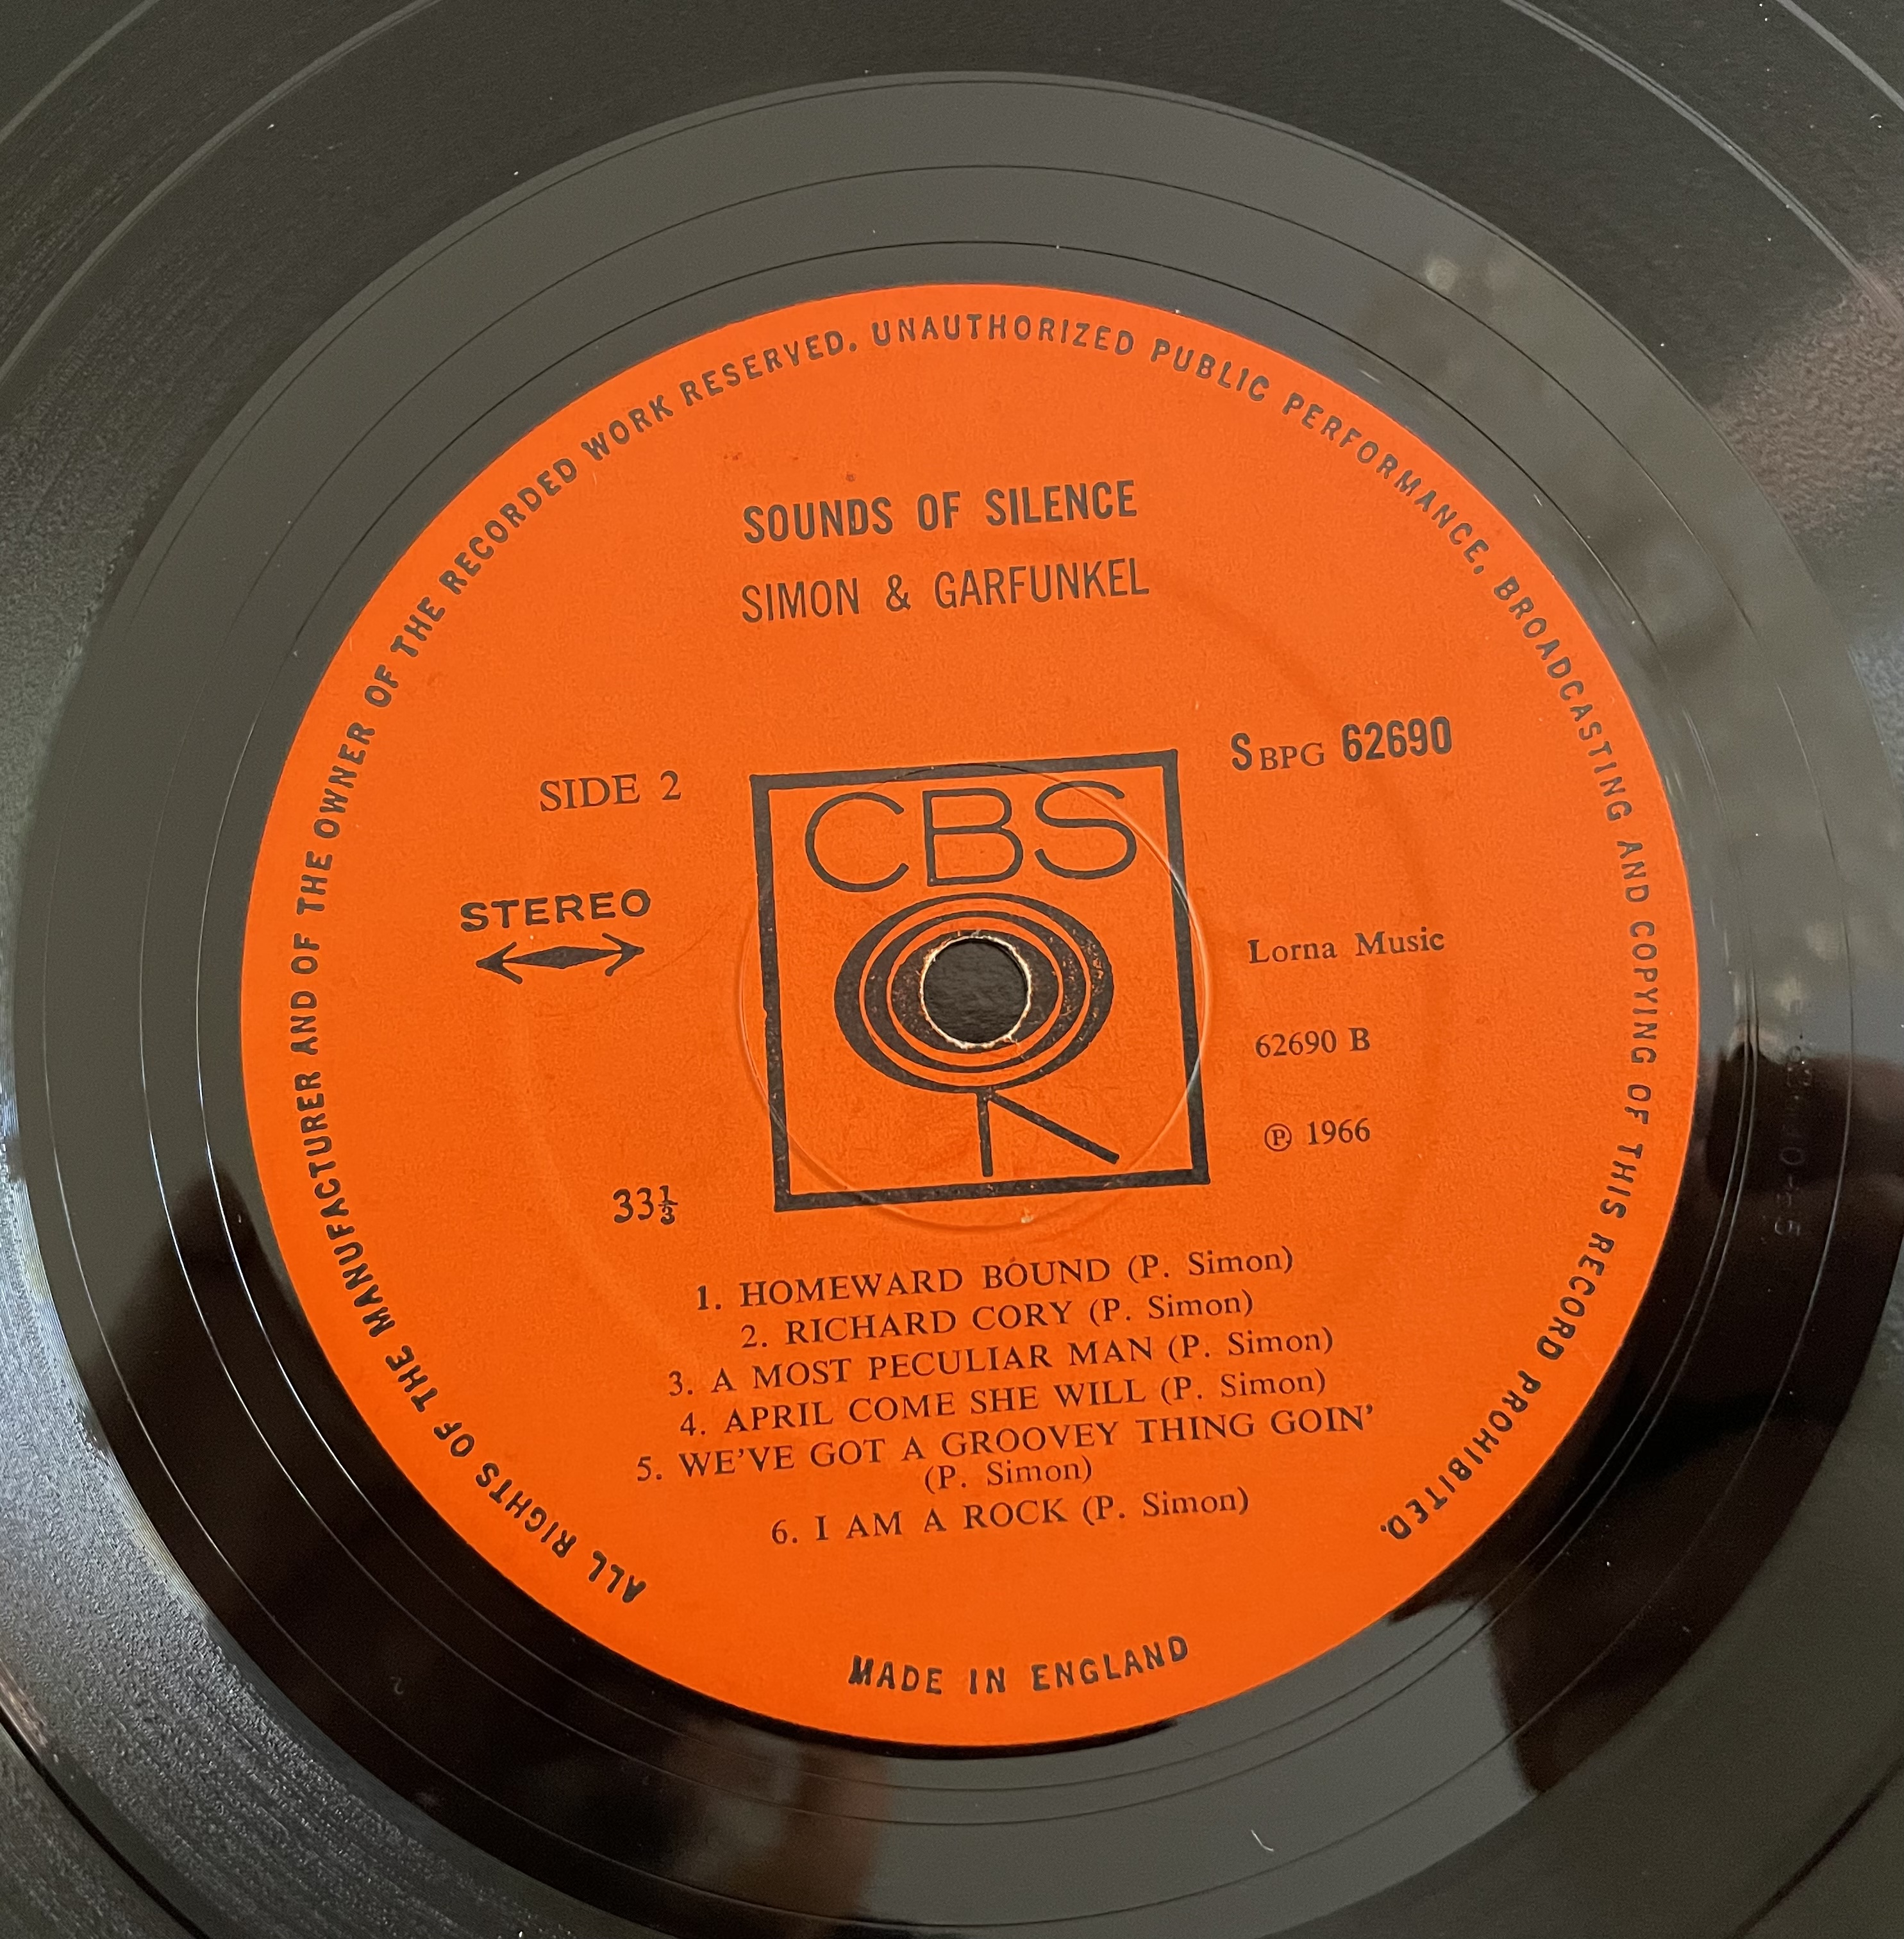 ALL RIGHTS OF THE MANUFACTURER AND OF THE OWNER OF THE RECORDED WORK RESERVED. UNAUTHORIZED PUBLIC PERFORMANCE, BROADCASTING AND COPYING OF THIS RECORD PROHIBITED.
SOUNDS OF SILENCE
SIMON & GARFUNKEL
SIDE 2
SBPG 62690
CBS
STEREO
Lorna Music
62690 B
℗ 1966
33⅓
1. HOMEWARD BOUND (P. Simon)
2. RICHARD CORY (P. Simon)
3. A MOST PECULIAR MAN (P. Simon)
4. APRIL COME SHE WILL (P. Simon)
5. WE'VE GOT A GROOVEY THING GOIN'
(P. Simon)
6. I AM A ROCK (P. Simon)
MADE IN ENGLAND